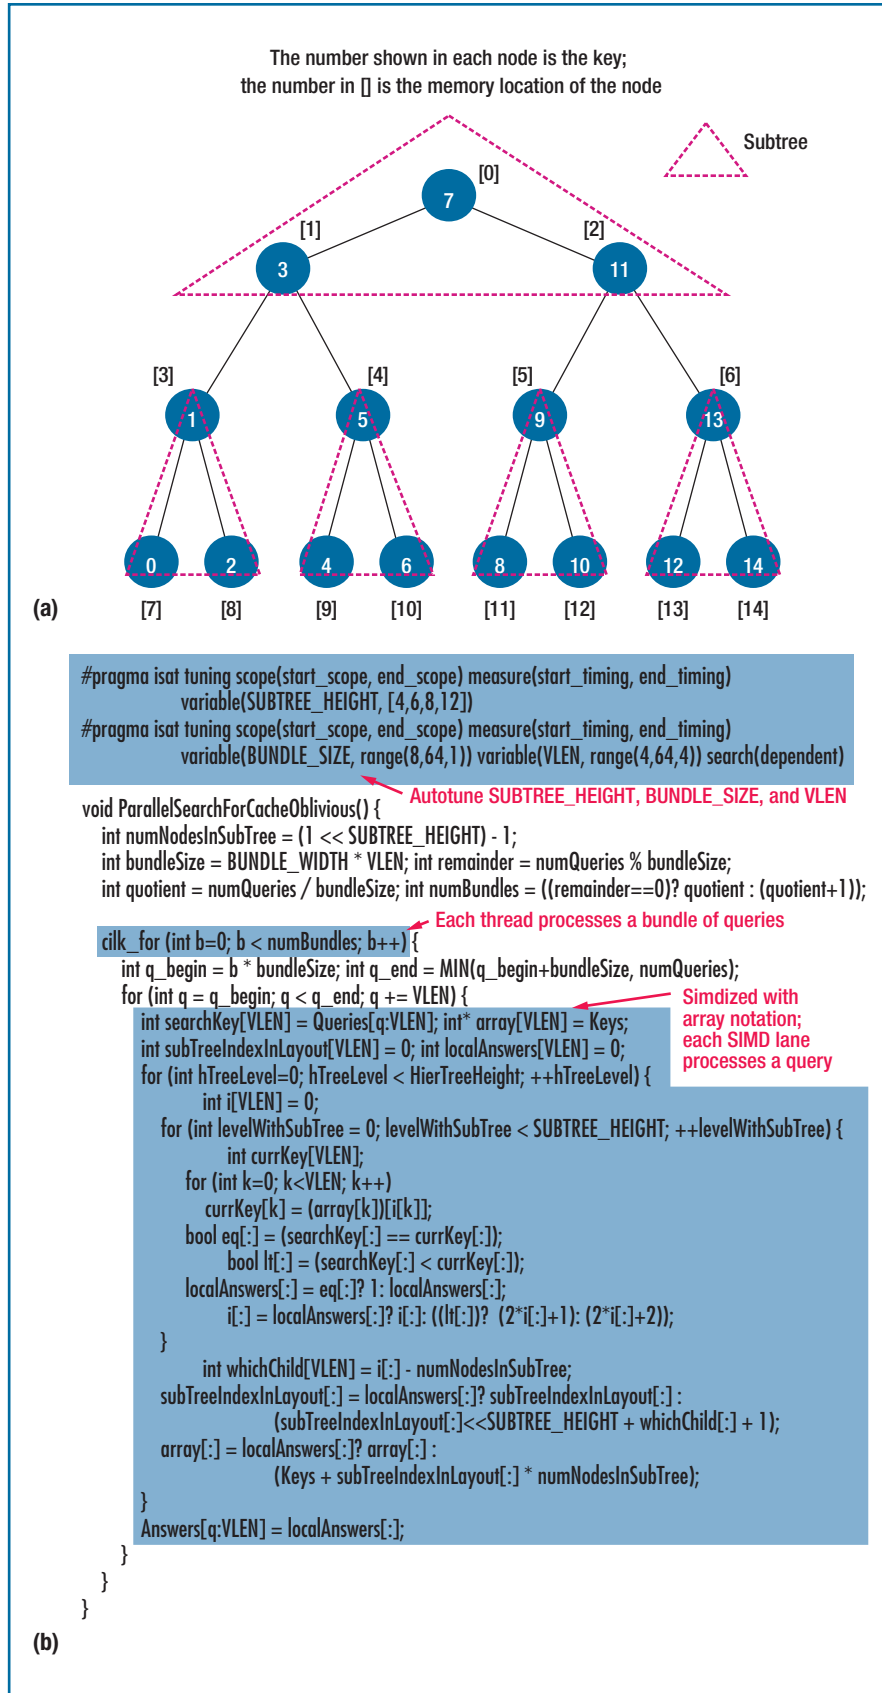 The number shown in each node is the key;
the number in [] is the memory location of the node
Subtree
[0]
7
[1]
[2]
3
11
[3]
[4]
[5]
[6]
1
5
9
13
0
2
4
6
8
10
12
14
(a)
[7]
[8]
[9]
[10]
[11]
[12]
[13]
[14]
#pragma isat tuning scope(start_scope, end_scope) measure(start_timing, end_timing)
variable(SUBTREE_HEIGHT, [4,6,8,12])
#pragma isat tuning scope(start_scope, end_scope) measure(start_timing, end_timing)
variable(BUNDLE_SIZE, range(8,64,1)) variable(VLEN, range(4,64,4)) search(dependent)
Autotune SUBTREE_HEIGHT, BUNDLE_SIZE, and VLEN
void ParallelSearchForCacheOblivious() {
int numNodesInSubTree = (1 << SUBTREE_HEIGHT) - 1;
int bundleSize = BUNDLE_WIDTH * VLEN; int remainder = numQueries % bundleSize;
int quotient = numQueries / bundleSize; int numBundles = ((remainder==0)? quotient : (quotient+1));
Each thread processes a bundle of queries
cilk_for (int b=0; b < numBundles; b++) {
int q_begin = b * bundleSize; int q_end = MIN(q_begin+bundleSize, numQueries);
for (int q = q_begin; q < q_end; q += VLEN) {
Simdized with
array notation;
each SIMD lane
processes a query
int searchKey[VLEN] = Queries[q:VLEN]; int* array[VLEN] = Keys;
int subTreeIndexInLayout[VLEN] = 0; int localAnswers[VLEN] = 0;
for (int hTreeLevel=0; hTreeLevel < HierTreeHeight; ++hTreeLevel) {
int i[VLEN] = 0;
for (int levelWithSubTree = 0; levelWithSubTree < SUBTREE_HEIGHT; ++levelWithSubTree) {
int currKey[VLEN];
for (int k=0; k<VLEN; k++)
currKey[k] = (array[k])[i[k]];
bool eq[:] = (searchKey[:] == currKey[:]);
bool lt[:] = (searchKey[:] < currKey[:]);
localAnswers[:] = eq[:]? 1: localAnswers[:];
i[:] = localAnswers[:]? i[:]: ((lt[:])? (2*i[:]+1): (2*i[:]+2));
}
int whichChild[VLEN] = i[:] - numNodesInSubTree;
subTreeIndexInLayout[:] = localAnswers[:]? subTreeIndexInLayout[:] :
(subTreeIndexInLayout[:]<<SUBTREE_HEIGHT + whichChild[:] + 1);
array[:] = localAnswers[:]? array[:] :
(Keys + subTreeIndexInLayout[:] * numNodesInSubTree);
}
Answers[q:VLEN] = localAnswers[:];
}
}
}
(b)